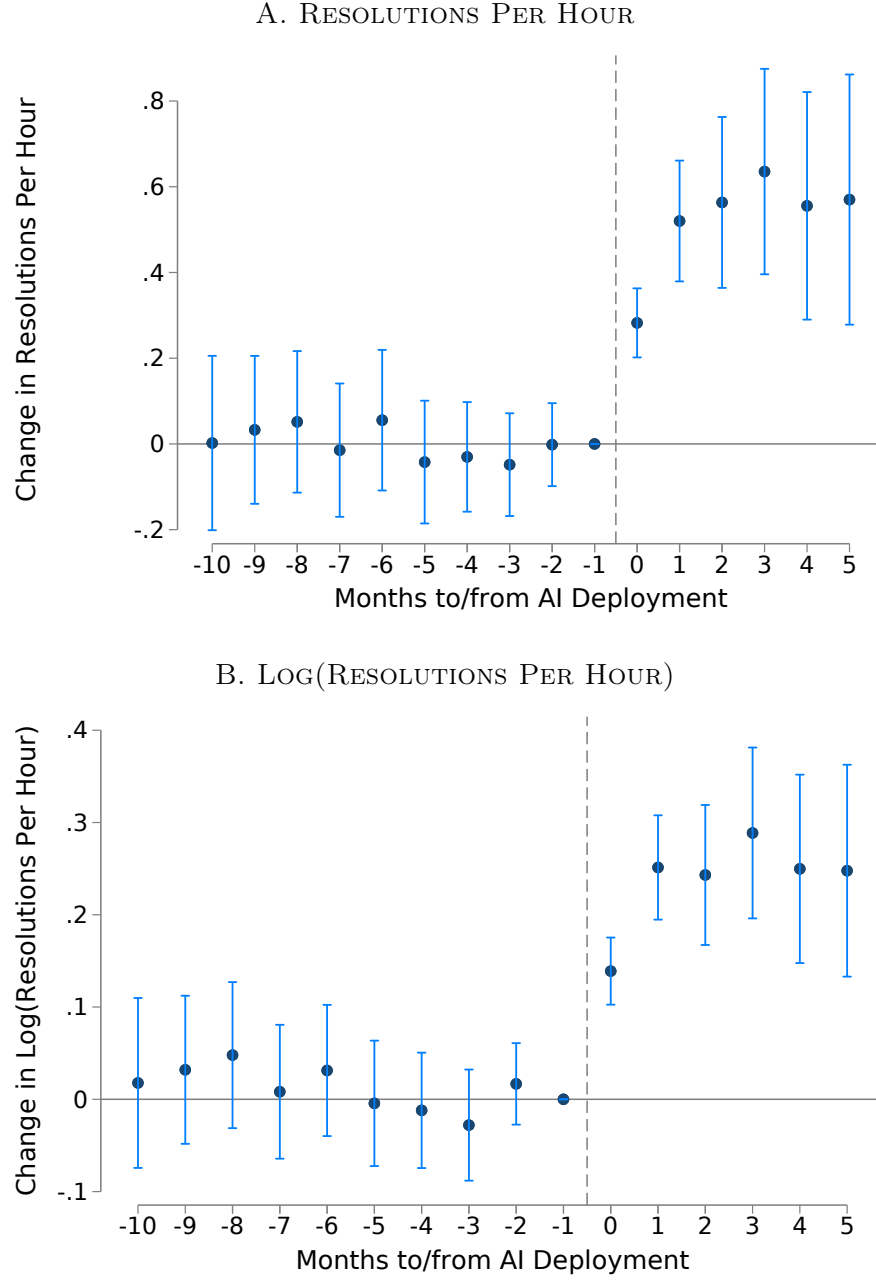 A. RESOLUTIONS PER HOUR
Change in Resolutions Per Hour
.8
.6
.4
.2
0
-.2
-10 -9 -8 -7 -6 -5 -4 -3 -2 -1 0 1 2 3 4 5
Months to/from AI Deployment
B. LOG(RESOLUTIONS PER HOUR)
Change in Log(Resolutions Per Hour)
.4
.3
.2
.1
0
-.1
-10 -9 -8 -7 -6 -5 -4 -3 -2 -1 0 1 2 3 4 5
Months to/from AI Deployment